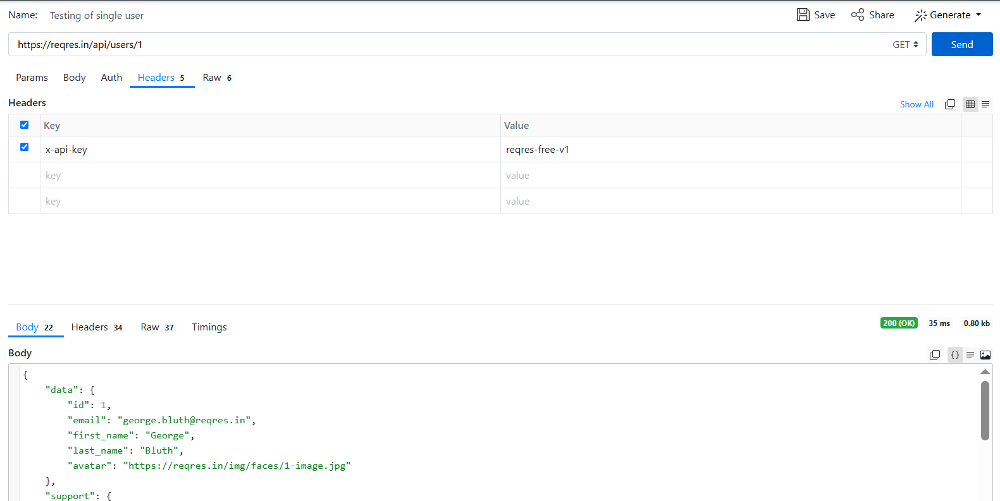 Name: Testing of single user Save Share Generate
https://reqres.in/api/users/1 GET Send
Params Body Auth Headers 5 Raw 6
Headers Show All
Key Value
x-api-key reqres-free-v1
key value
key value
Body 22 Headers 34 Raw 37 Timings 200 (OK) 35 ms 0.80 kb
Body {}
{
"data": {
"id": 1,
"email": "george.bluth@reqres.in",
"first_name": "George",
"last_name": "Bluth",
"avatar": "https://reqres.in/img/faces/1-image.jpg"
},
"support": {